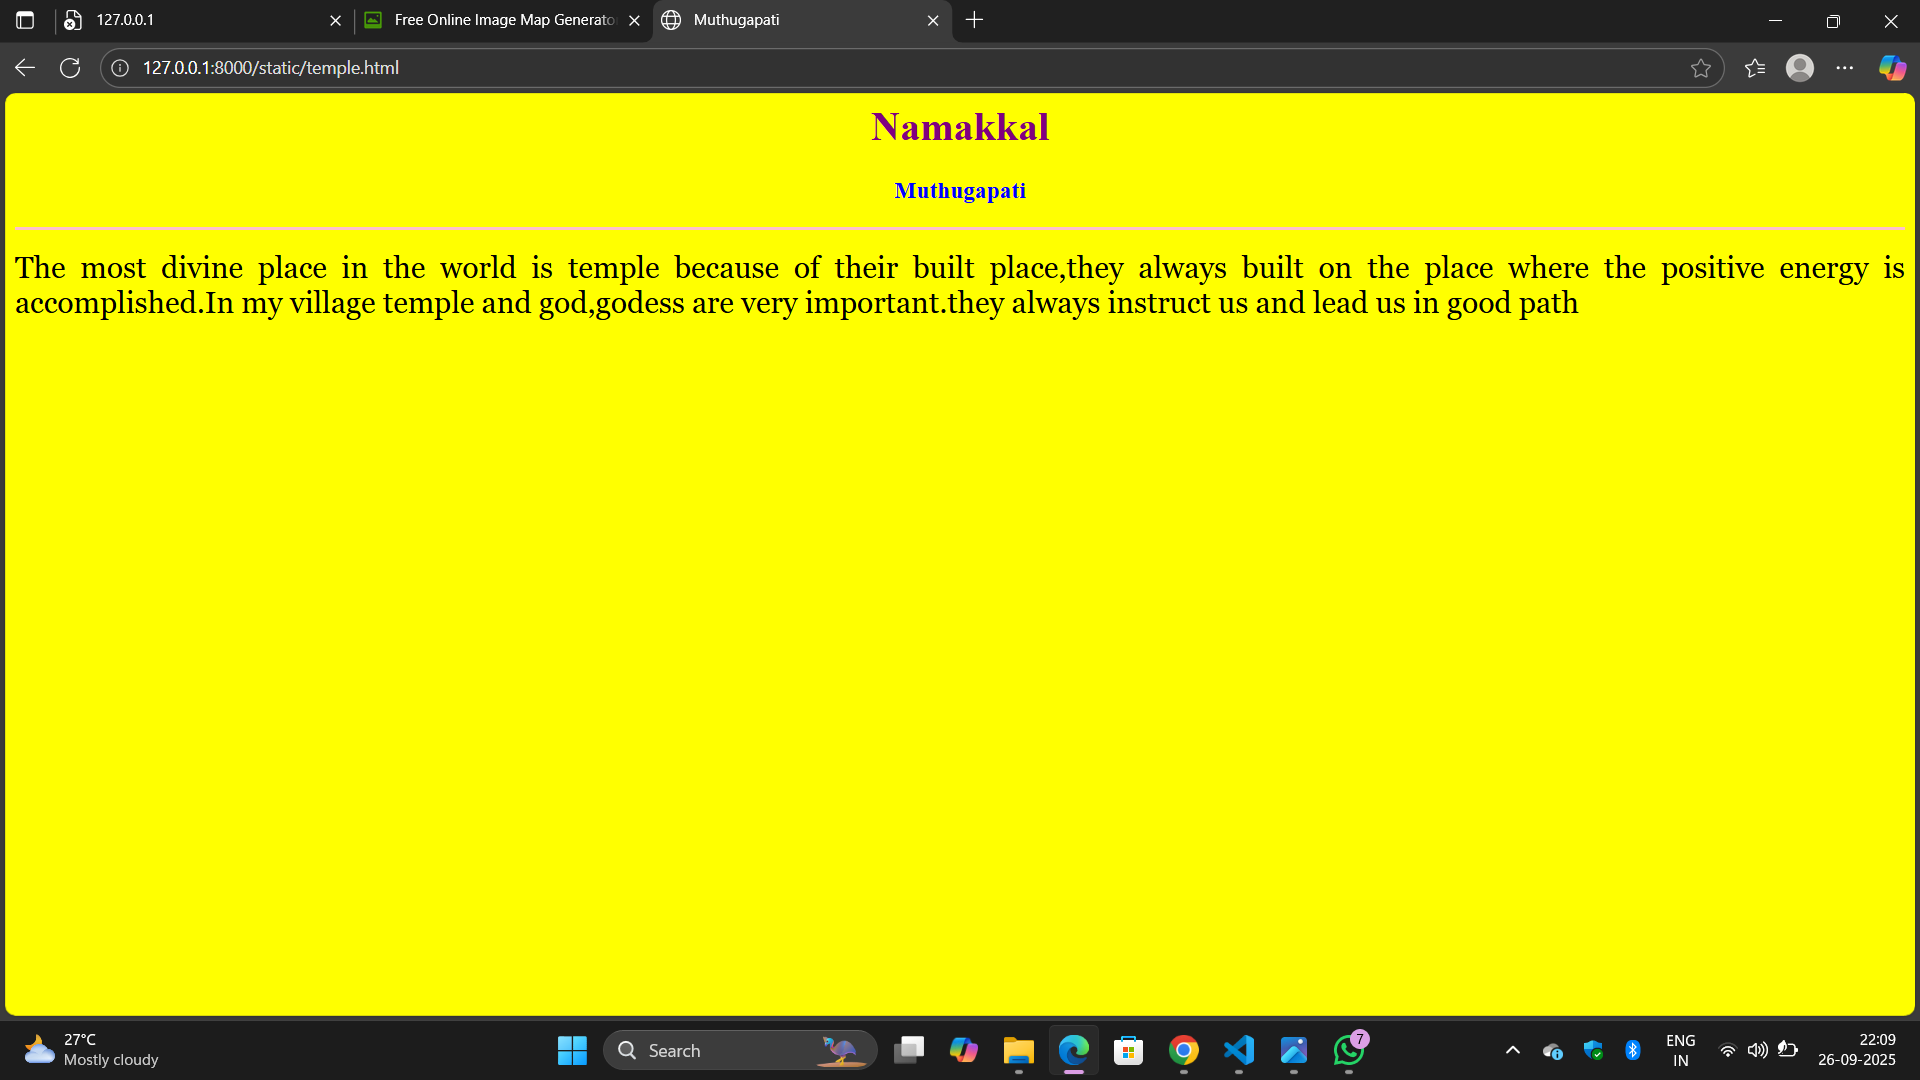 127.0.0.1
Free Online Image Map Generato
Muthugapati
127.0.0.1:8000/static/temple.html
Namakkal
Muthugapati
The most divine place in the world is temple because of their built place,they always built on the place where the positive energy is
accomplished.In my village temple and god,godess are very important.they always instruct us and lead us in good path
27°C
Mostly cloudy
Search
7
ENG
IN
22:09
26-09-2025